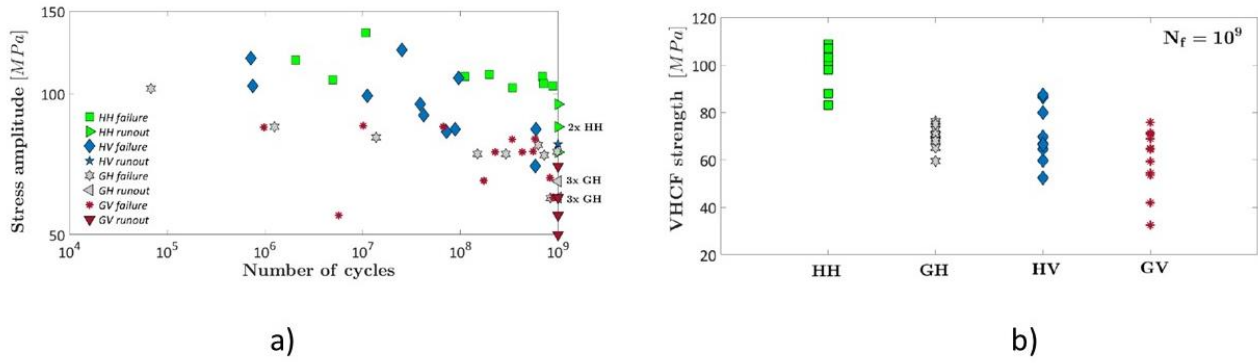 150
100
50
Stress amplitude [MPa]
HH failure
HH runout
HV failure
HV runout
GH failure
GH runout
GV failure
GV runout
2x HH
3x GH
3x GH
10^4 10^5 10^6 10^7 10^8 10^9
Number of cycles
a)
120
100
80
60
40
20
VHCF strength [MPa]
N_f = 10^9
HH GH HV GV
b)